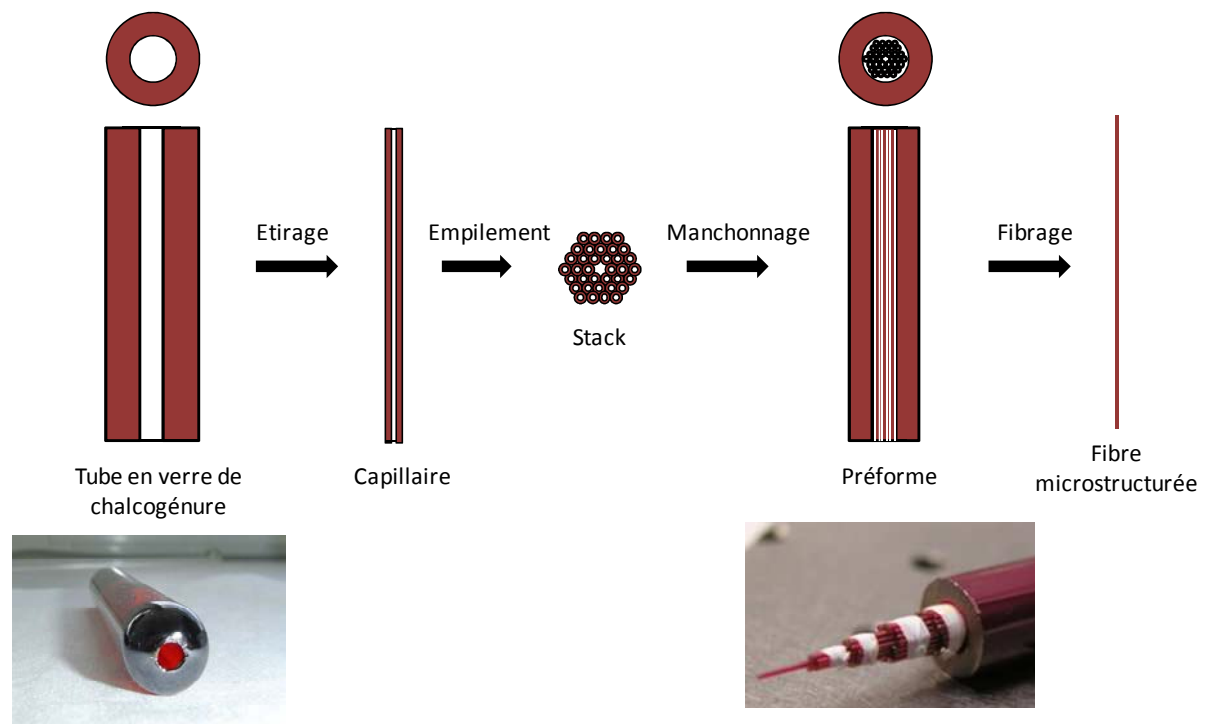 Etirage
Empilement
Manchonnage
Fibrage
Stack
Tube en verre de
chalcogénure
Capillaire
Préforme
Fibre
microstructurée